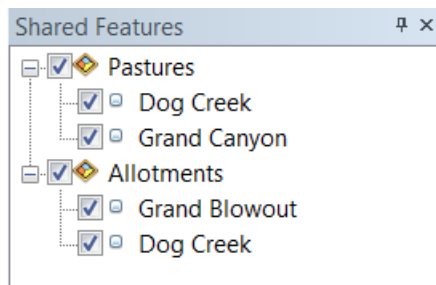 Shared Features
Pastures
Dog Creek
Grand Canyon
Allotments
Grand Blowout
Dog Creek